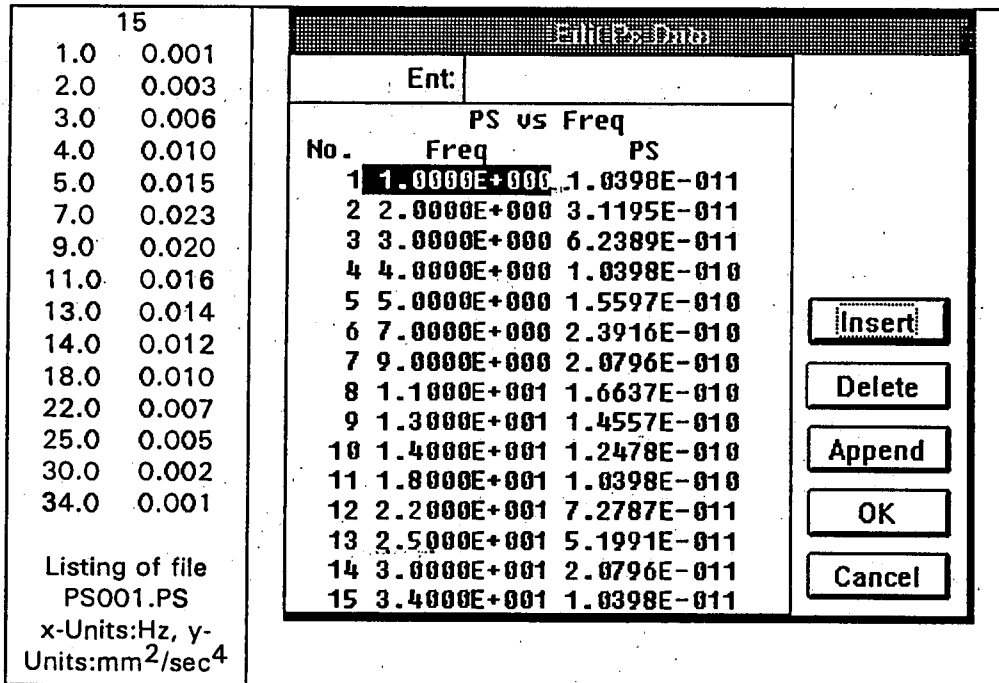 15
1.0 0.001
2.0 0.003
3.0 0.006
4.0 0.010
5.0 0.015
7.0 0.023
9.0 0.020
11.0 0.016
13.0 0.014
14.0 0.012
18.0 0.010
22.0 0.007
25.0 0.005
30.0 0.002
34.0 0.001
Listing of file
PS001.PS
x-Units:Hz, y-
Units:mm2/sec4
Edit Ps Data
Ent:
PS vs Freq
No. Freq PS
1 1.0000E+000 1.0398E-011
2 2.0000E+000 3.1195E-011
3 3.0000E+000 6.2389E-011
4 4.0000E+000 1.0398E-010
5 5.0000E+000 1.5597E-010
6 7.0000E+000 2.3916E-010
7 9.0000E+000 2.0796E-010
8 1.1000E+001 1.6637E-010
9 1.3000E+001 1.4557E-010
10 1.4000E+001 1.2478E-010
11 1.8000E+001 1.0398E-010
12 2.2000E+001 7.2787E-011
13 2.5000E+001 5.1991E-011
14 3.0000E+001 2.0796E-011
15 3.4000E+001 1.0398E-011
Insert
Delete
Append
OK
Cancel